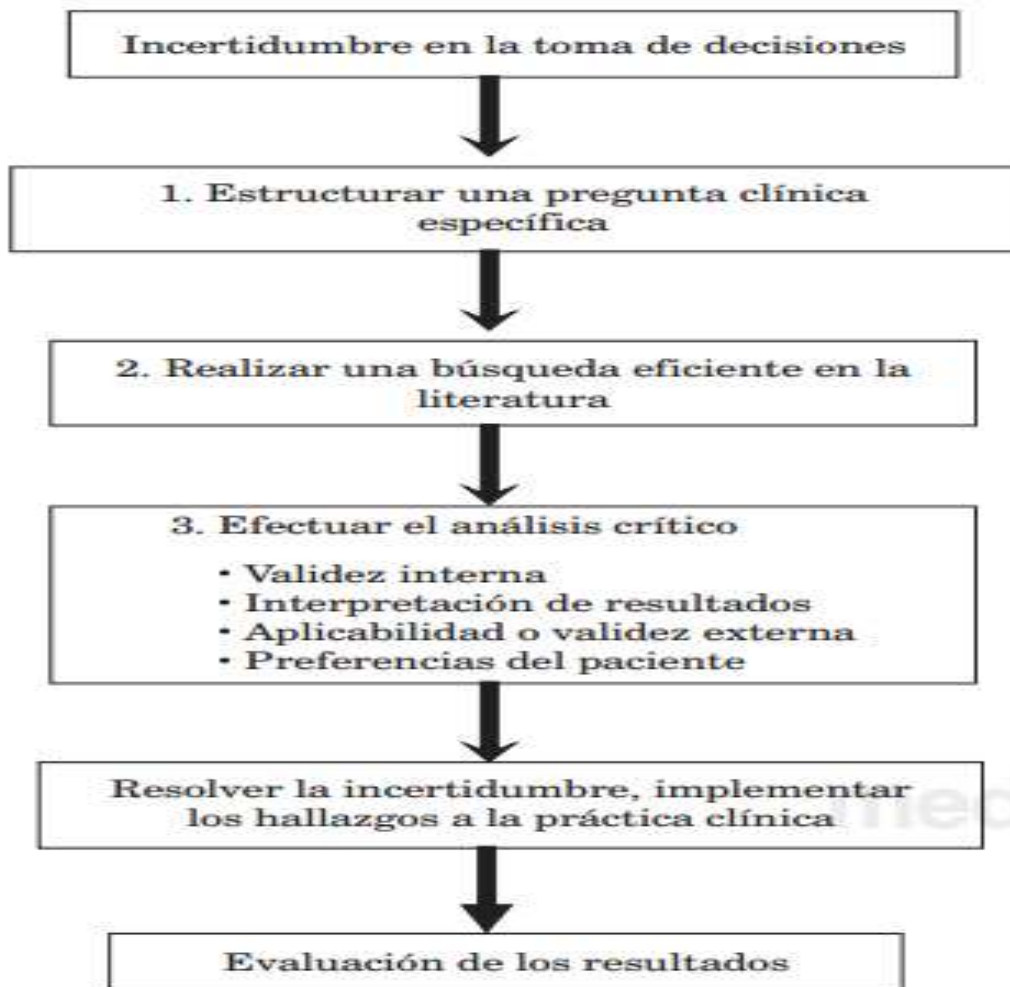 Incertidumbre en la toma de decisiones
1. Estructurar una pregunta clínica
específica
2. Realizar una búsqueda eficiente en la
literatura
3. Efectuar el análisis crítico
• Validez interna
• Interpretación de resultados
• Aplicabilidad o validez externa
• Preferencias del paciente
Resolver la incertidumbre, implementar
los hallazgos a la práctica clínica
Evaluación de los resultados